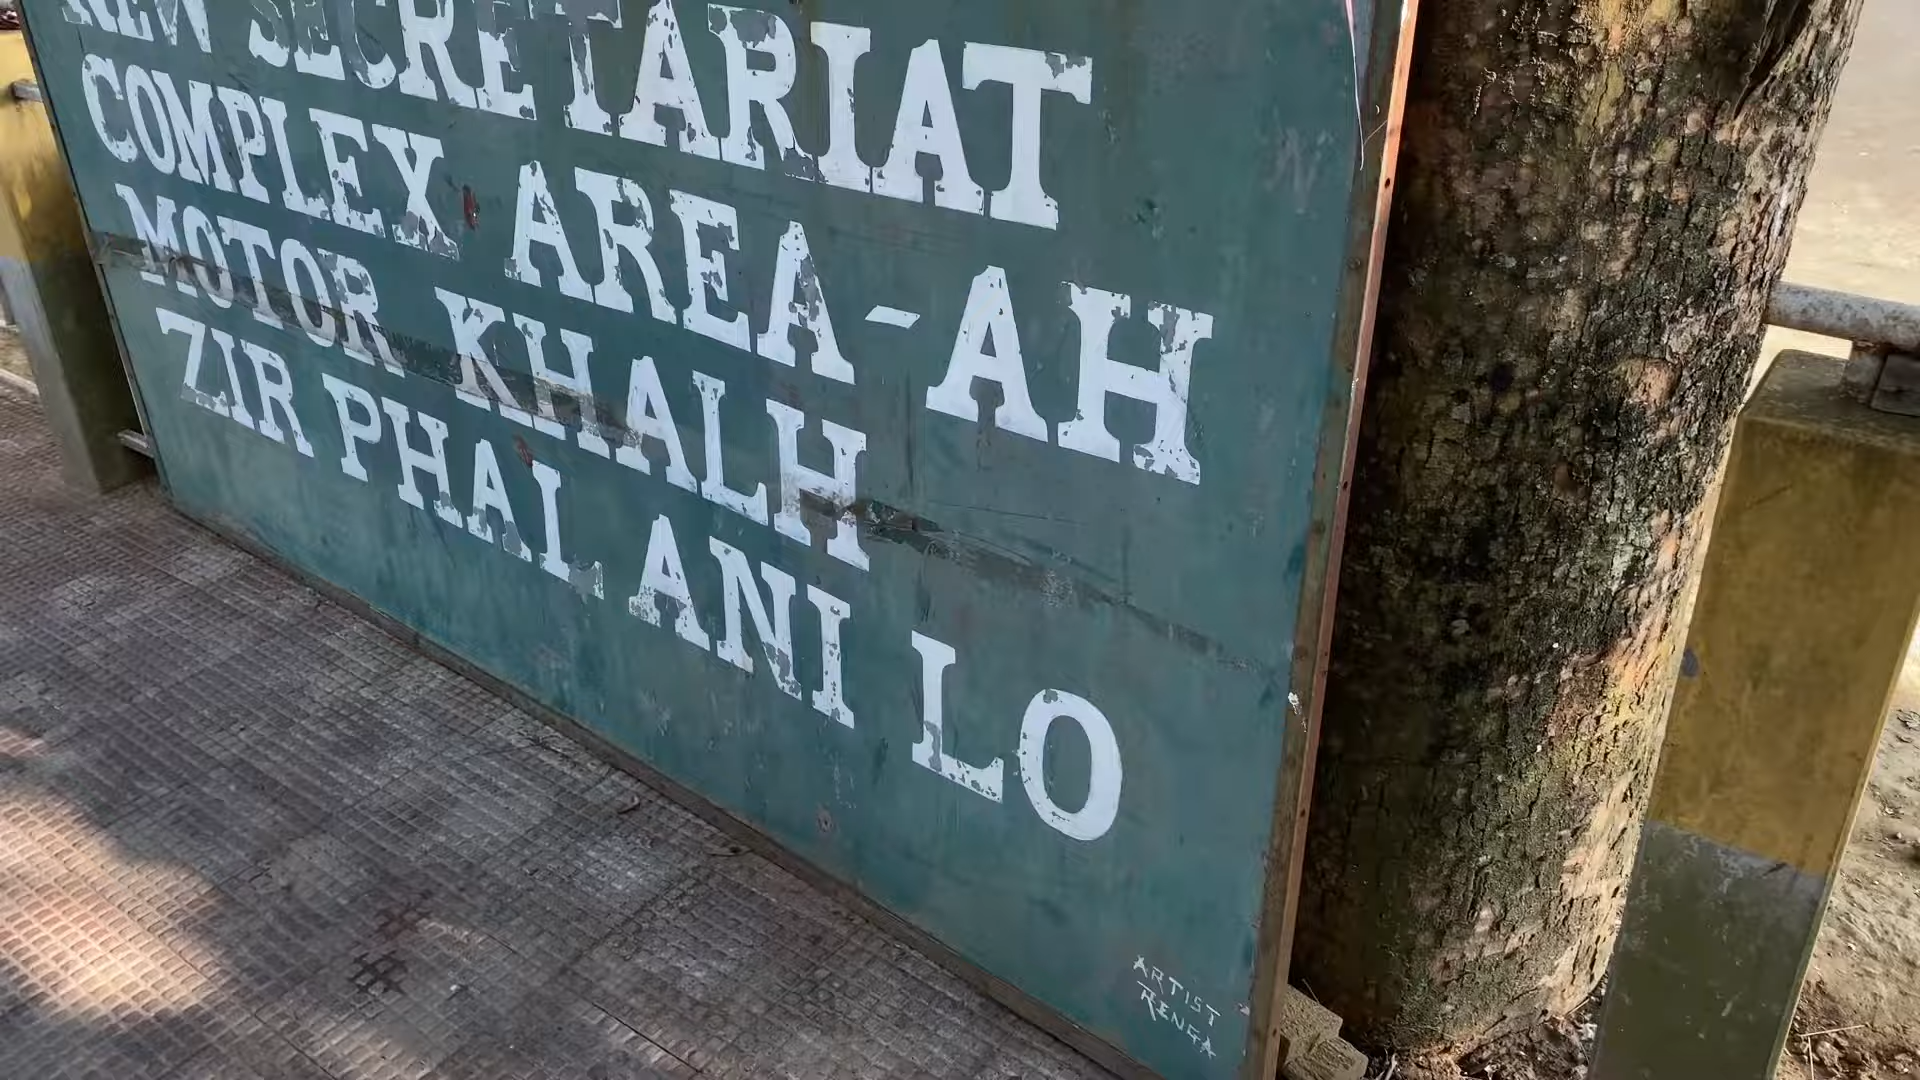 NEW SECRETARIAT
COMPLEX AREA-AH
MOTOR KHALH
ZIR PHAL ANI LO
ARTIST
RENGA